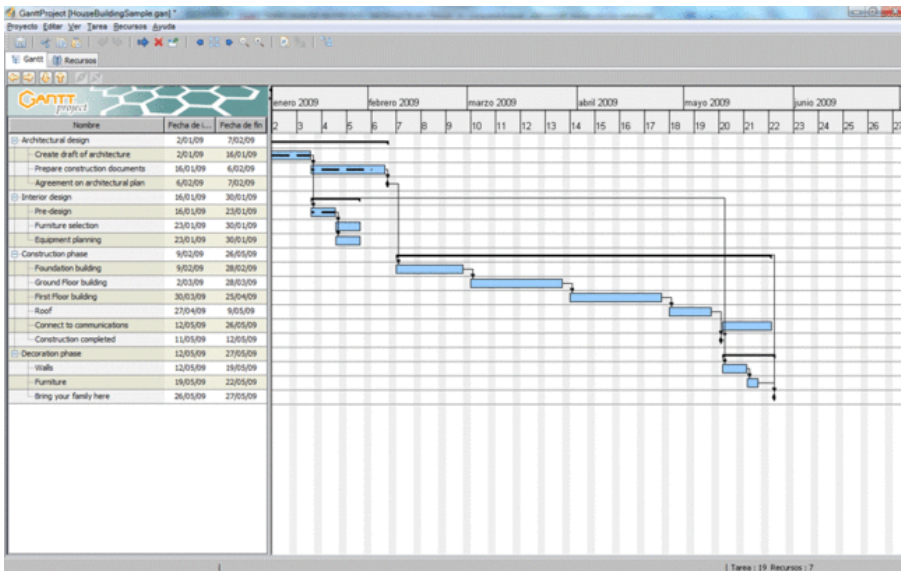 GanttProject [HouseBuildingSample.gan] *
Proyecto Editar Ver Tarea Recursos Ayuda
Gantt Recursos
GANTT project
enero 2009 febrero 2009 marzo 2009 abril 2009 mayo 2009 junio 2009
Nombre Fecha de i... Fecha de fin 2 3 4 5 6 7 8 9 10 11 12 13 14 15 16 17 18 19 20 21 22 23 24 25 26
Architectural design 2/01/09 7/02/09
Create draft of architecture 2/01/09 16/01/09
Prepare construction documents 16/01/09 6/02/09
Agreement on architectural plan 6/02/09 7/02/09
Interior design 16/01/09 30/01/09
Pre-design 16/01/09 23/01/09
Furniture selection 23/01/09 30/01/09
Equipment planning 23/01/09 30/01/09
Construction phase 9/02/09 26/05/09
Foundation building 9/02/09 28/02/09
Ground Floor building 2/03/09 28/03/09
First Floor building 30/03/09 25/04/09
Roof 27/04/09 9/05/09
Connect to communications 12/05/09 26/05/09
Construction completed 11/05/09 12/05/09
Decoration phase 12/05/09 27/05/09
Walls 12/05/09 19/05/09
Furniture 19/05/09 22/05/09
Bring your family here 26/05/09 27/05/09
Tarea : 19 Recursos : 7